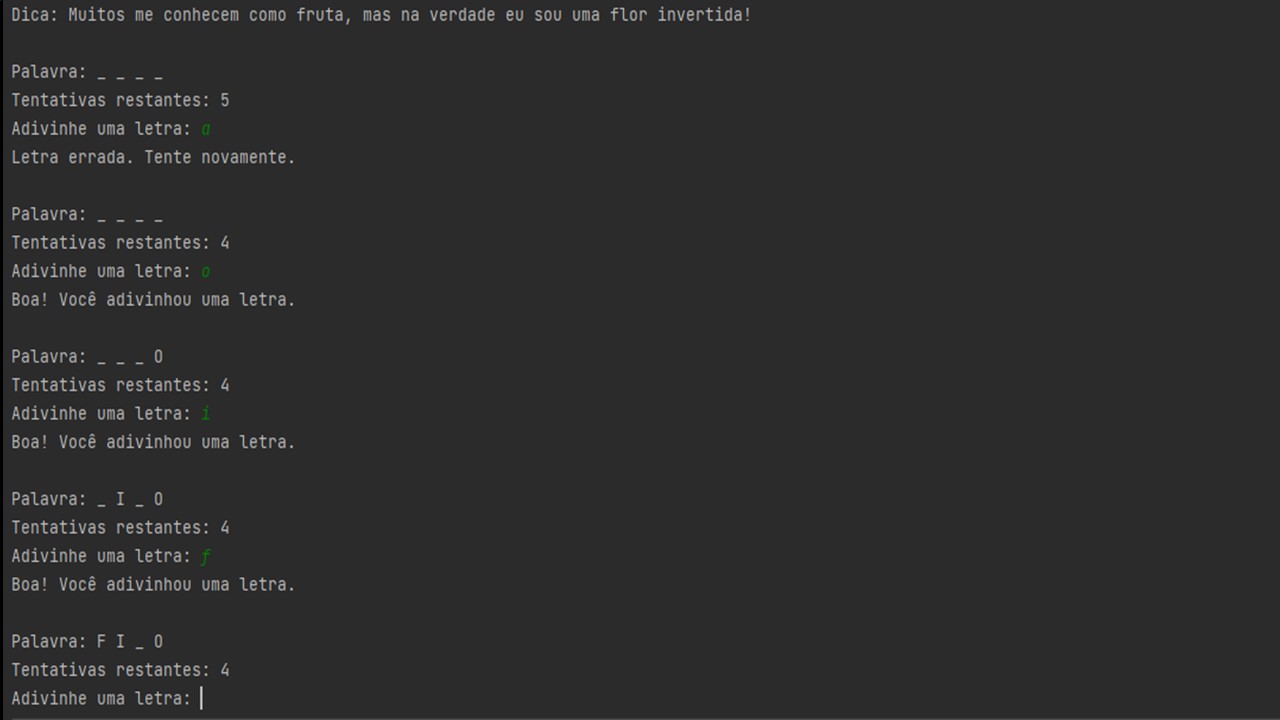 Dica: Muitos me conhecem como fruta, mas na verdade eu sou uma flor invertida!
Palavra: _ _ _ _
Tentativas restantes: 5
Adivinhe uma letra: a
Letra errada. Tente novamente.
Palavra: _ _ _ _
Tentativas restantes: 4
Adivinhe uma letra: o
Boa! Você adivinhou uma letra.
Palavra: _ _ _ O
Tentativas restantes: 4
Adivinhe uma letra: i
Boa! Você adivinhou uma letra.
Palavra: _ I _ O
Tentativas restantes: 4
Adivinhe uma letra: f
Boa! Você adivinhou uma letra.
Palavra: F I _ O
Tentativas restantes: 4
Adivinhe uma letra: